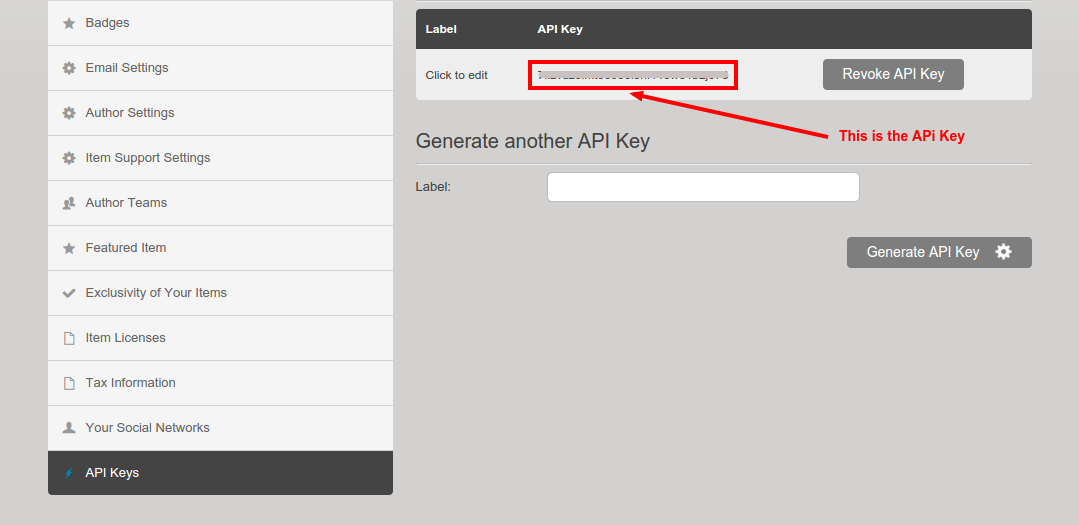 Badges
Email Settings
Author Settings
Item Support Settings
Author Teams
Featured Item
Exclusivity of Your Items
Item Licenses
Tax Information
Your Social Networks
API Keys
Label API Key
Click to edit Revoke API Key
This is the APi Key
Generate another API Key
Label:
Generate API Key